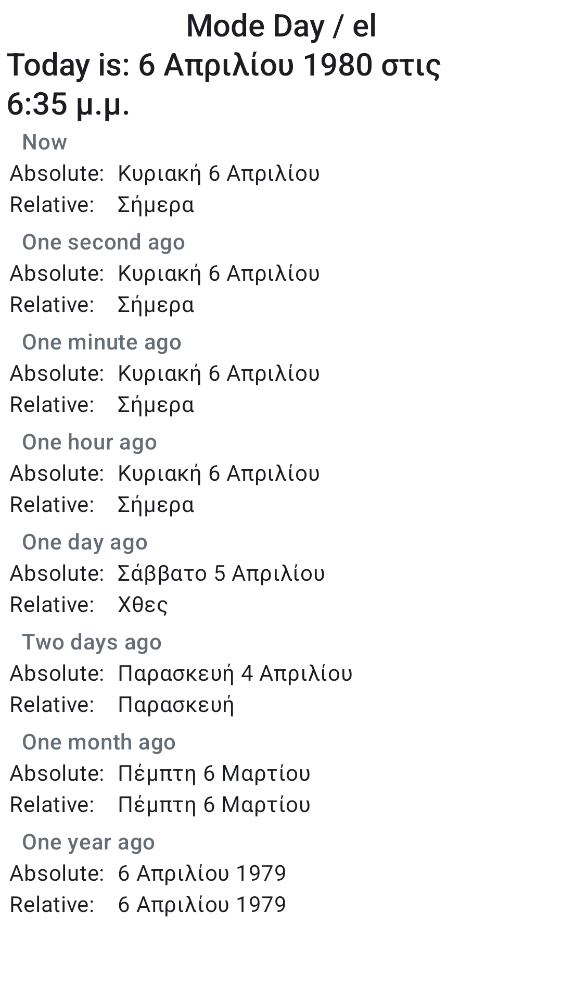 Mode Day / el
Today is: 6 Απριλίου 1980 στις
6:35 μ.μ.
Now
Absolute: Κυριακή 6 Απριλίου
Relative: Σήμερα
One second ago
Absolute: Κυριακή 6 Απριλίου
Relative: Σήμερα
One minute ago
Absolute: Κυριακή 6 Απριλίου
Relative: Σήμερα
One hour ago
Absolute: Κυριακή 6 Απριλίου
Relative: Σήμερα
One day ago
Absolute: Σάββατο 5 Απριλίου
Relative: Χθες
Two days ago
Absolute: Παρασκευή 4 Απριλίου
Relative: Παρασκευή
One month ago
Absolute: Πέμπτη 6 Μαρτίου
Relative: Πέμπτη 6 Μαρτίου
One year ago
Absolute: 6 Απριλίου 1979
Relative: 6 Απριλίου 1979